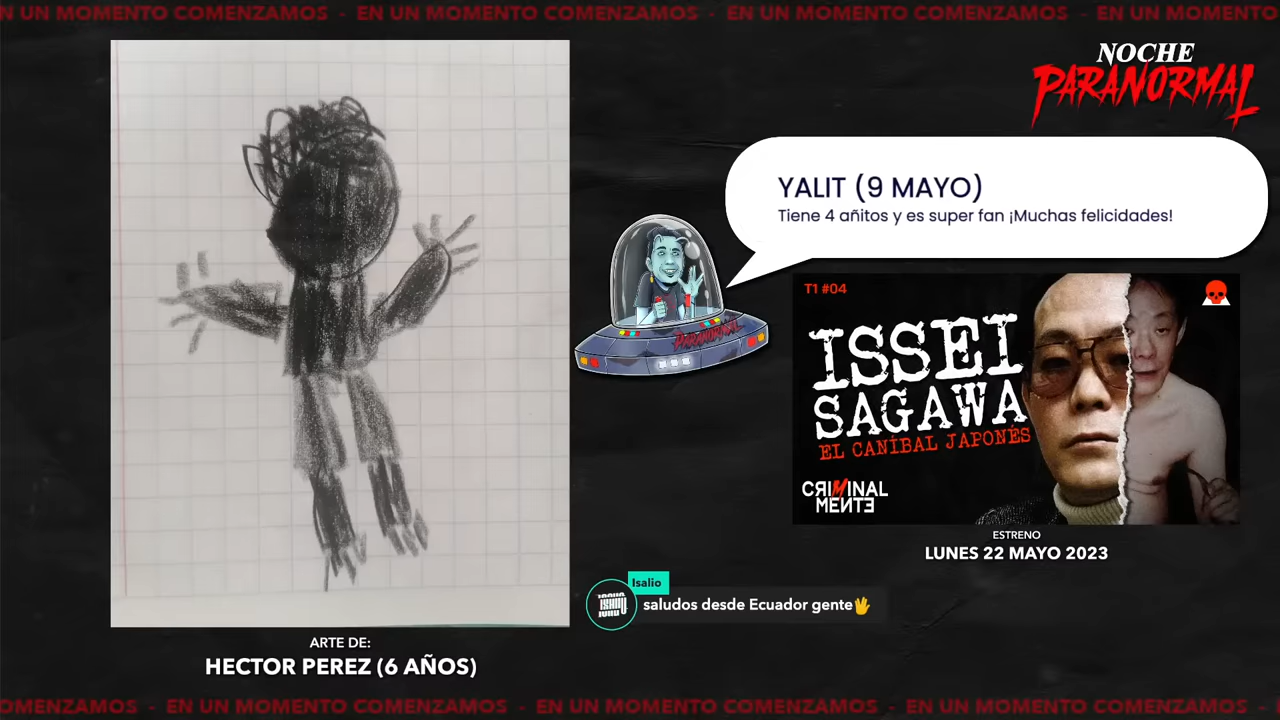 N UN MOMENTO COMENZAMOS - EN UN MOMENTO COMENZAMOS - EN UN MOMENTO COMENZAMOS - EN UN MOMENTO
NOCHE
PARANORMAL
YALIT (9 MAYO)
Tiene 4 añitos y es super fan ¡Muchas felicidades!
PARANORMAL
T1 #04
ISSEI
SAGAWA
EL CANÍBAL JAPONÉS
CRIMINAL
MENTE
ESTRENO
LUNES 22 MAYO 2023
Isalio
saludos desde Ecuador gente🖖
ARTE DE:
HECTOR PEREZ (6 AÑOS)
OMENZAMOS - EN UN MOMENTO COMENZAMOS - EN UN MOMENTO COMENZAMOS - EN UN MOMENTO COMENZAMOS -